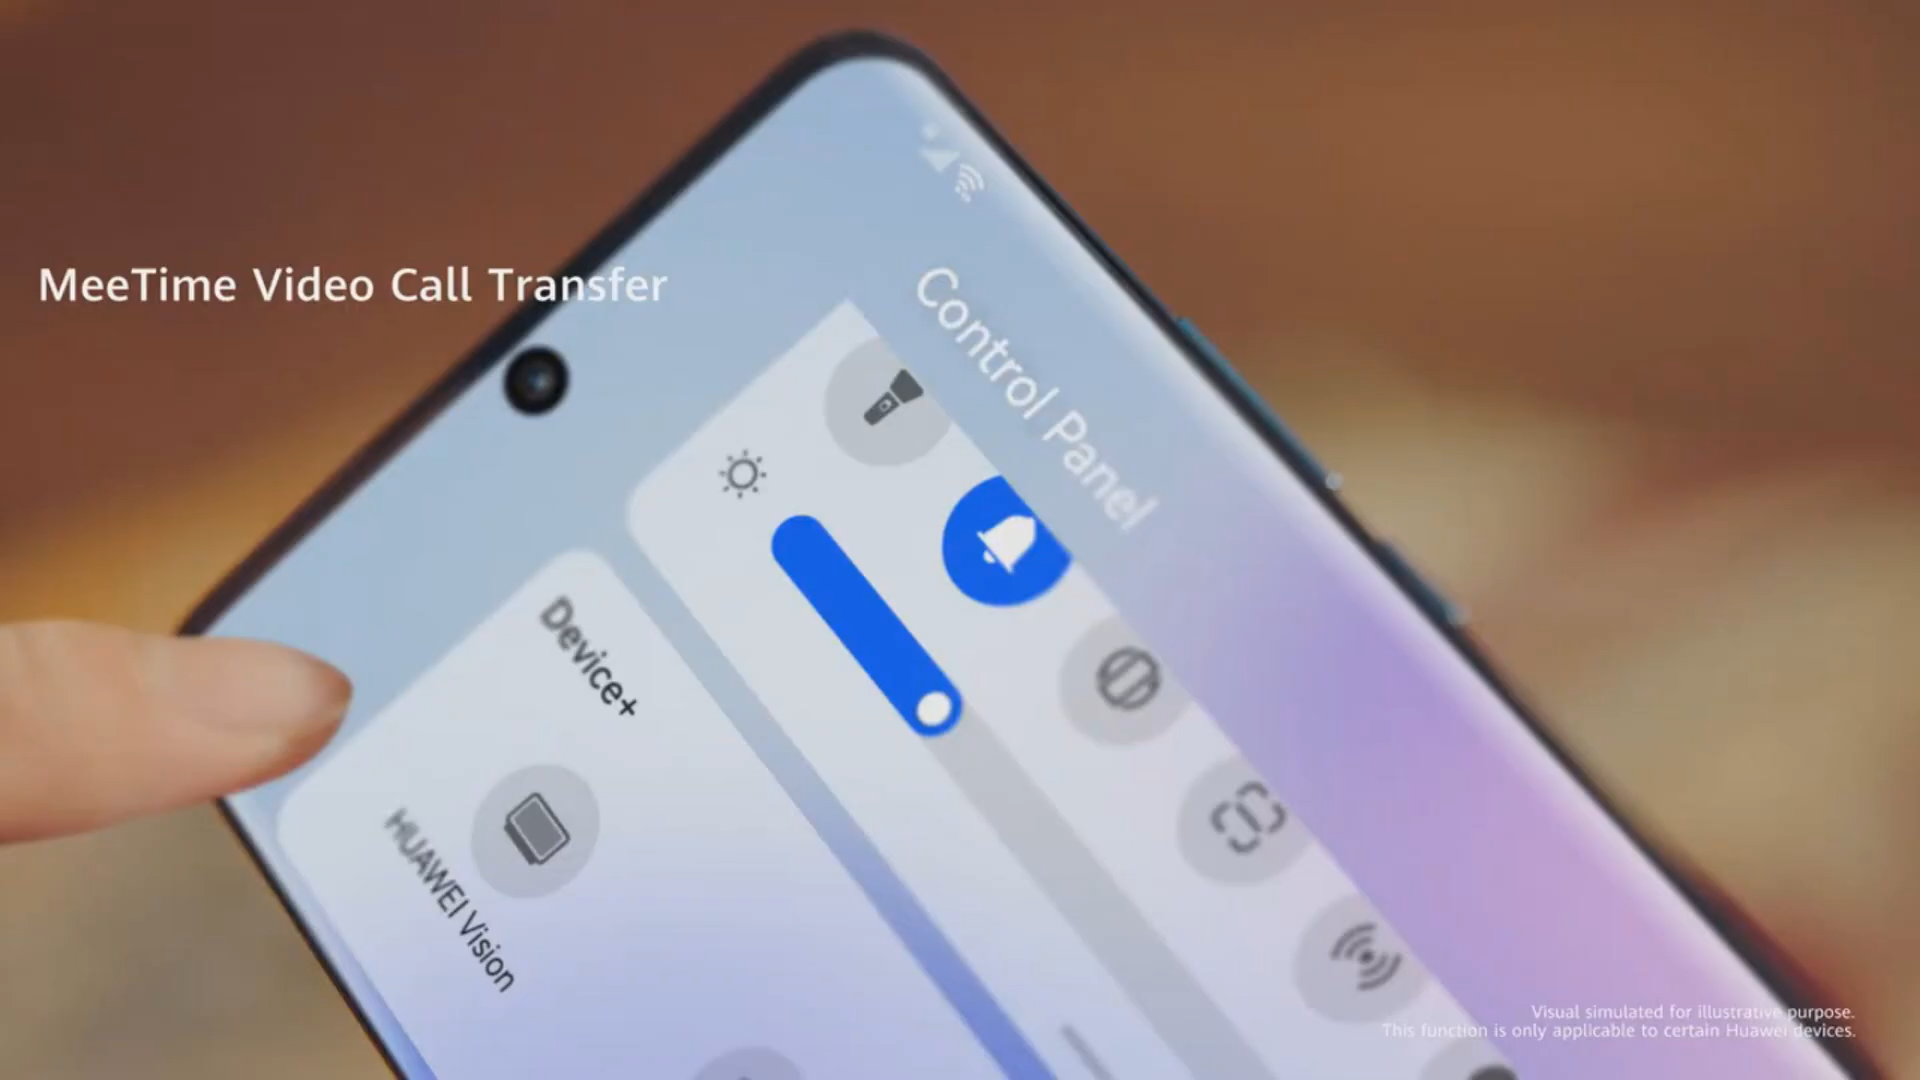 MeeTime Video Call Transfer
Control Panel
Device+
HUAWEI Vision
Visual simulated for illustrative purpose.
This function is only applicable to certain Huawei devices.